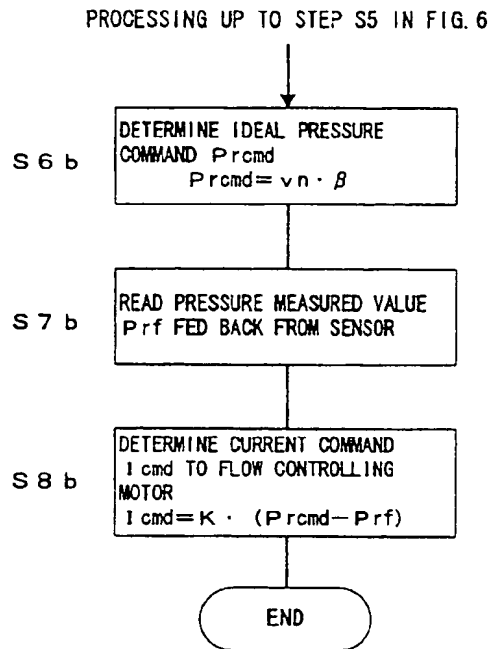 PROCESSING UP TO STEP S5 IN FIG. 6
S6b
DETERMINE IDEAL PRESSURE
COMMAND Prcmd
Prcmd=vn·β
S7b
READ PRESSURE MEASURED VALUE
Prf FED BACK FROM SENSOR
S8b
DETERMINE CURRENT COMMAND
Icmd TO FLOW CONTROLLING
MOTOR
Icmd=K·(Prcmd-Prf)
END